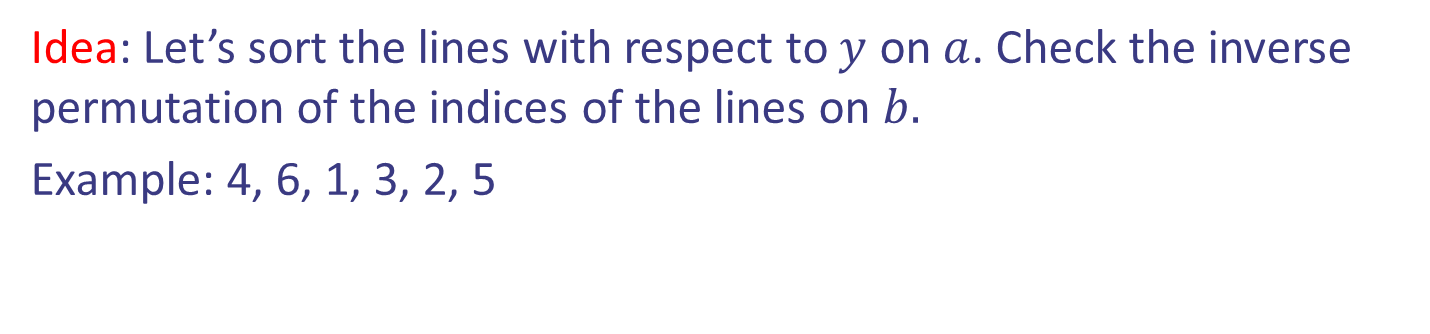 Idea: Let’s sort the lines with respect to y on a. Check the inverse
permutation of the indices of the lines on b.
Example: 4, 6, 1, 3, 2, 5